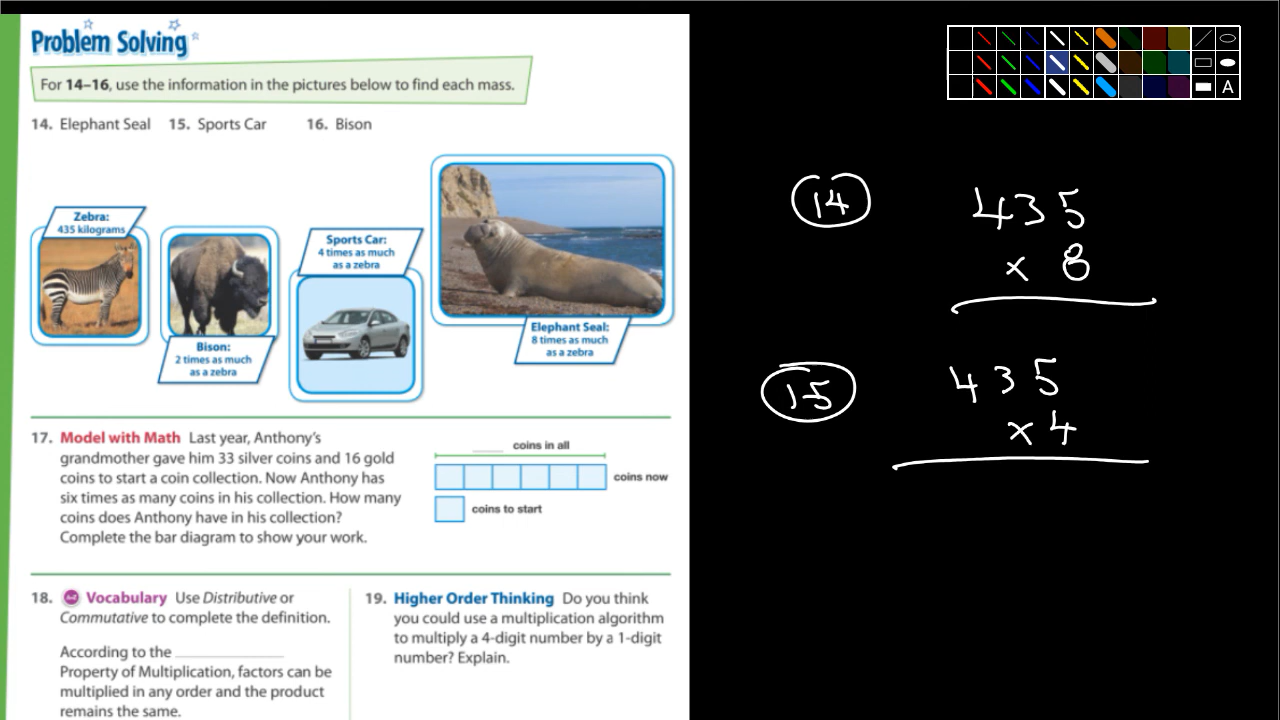 Problem Solving
For 14–16, use the information in the pictures below to find each mass.
14. Elephant Seal 15. Sports Car 16. Bison
Zebra:
435 kilograms
Bison:
2 times as much
as a zebra
Sports Car:
4 times as much
as a zebra
Elephant Seal:
8 times as much
as a zebra
17. Model with Math Last year, Anthony's
grandmother gave him 33 silver coins and 16 gold
coins to start a coin collection. Now Anthony has
six times as many coins in his collection. How many
coins does Anthony have in his collection?
Complete the bar diagram to show your work.
_____ coins in all
coins now
coins to start
18. A-Z Vocabulary Use Distributive or
Commutative to complete the definition.
According to the _______________
Property of Multiplication, factors can be
multiplied in any order and the product
remains the same.
19. Higher Order Thinking Do you think
you could use a multiplication algorithm
to multiply a 4-digit number by a 1-digit
number? Explain.
A
14
435
x 8
15
435
x 4